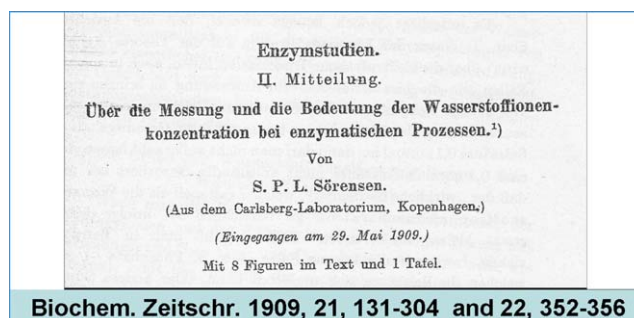 Enzymstudien.
II. Mitteilung.
Über die Messung und die Bedeutung der Wasserstoffionen-
konzentration bei enzymatischen Prozessen.¹)
Von
S. P. L. Sörensen.
(Aus dem Carlsberg-Laboratorium, Kopenhagen.)
(Eingegangen am 29. Mai 1909.)
Mit 8 Figuren im Text und 1 Tafel.
Biochem. Zeitschr. 1909, 21, 131-304 and 22, 352-356